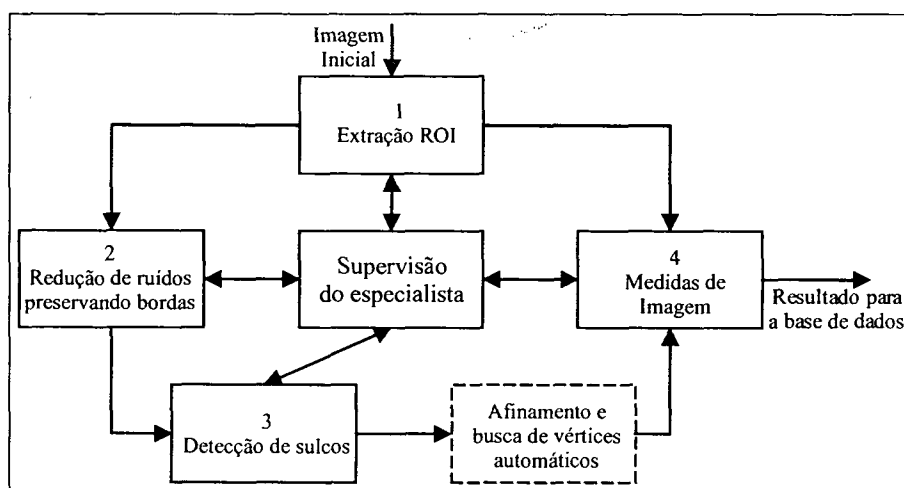 Imagem
Inicial
1
Extração ROI
2
Redução de ruídos
preservando bordas
Supervisão
do especialista
4
Medidas de
Imagem
Resultado para
a base de dados
3
Detecção de sulcos
Afinamento e
busca de vértices
automáticos